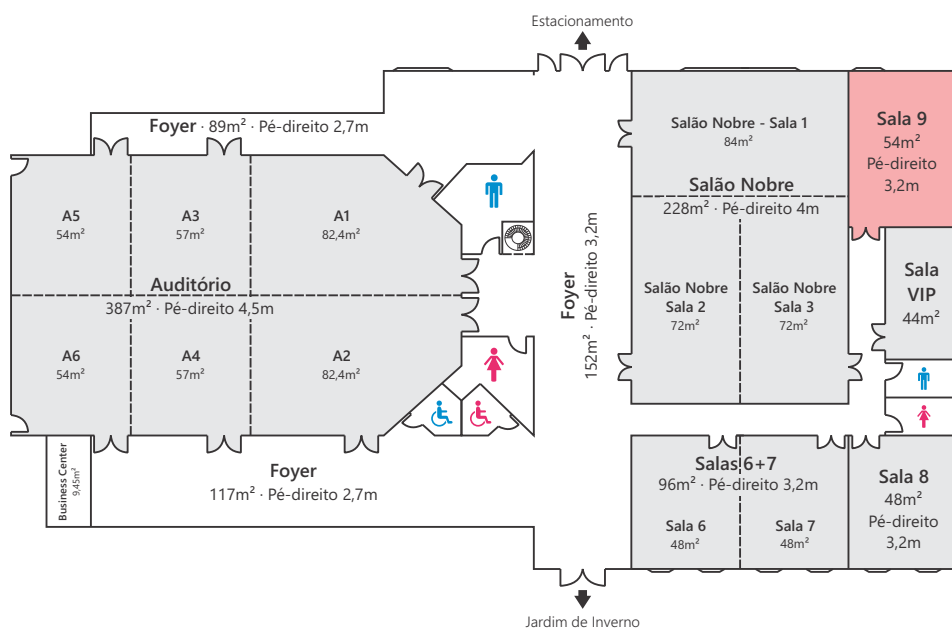 Estacionamento
Foyer · 89m² · Pé-direito 2,7m
Salão Nobre - Sala 1
84m²
Sala 9
54m²
Pé-direito
3,2m
Salão Nobre
228m² · Pé-direito 4m
A5
54m²
A3
57m²
A1
82,4m²
Auditório
387m² · Pé-direito 4,5m
A6
54m²
A4
57m²
A2
82,4m²
Foyer
152m² · Pé-direito 3,2m
Salão Nobre
Sala 2
72m²
Salão Nobre
Sala 3
72m²
Sala
VIP
44m²
Business Center
9,45m²
Foyer
117m² · Pé-direito 2,7m
Salas 6+7
96m² · Pé-direito 3,2m
Sala 6
48m²
Sala 7
48m²
Sala 8
48m²
Pé-direito
3,2m
Jardim de Inverno